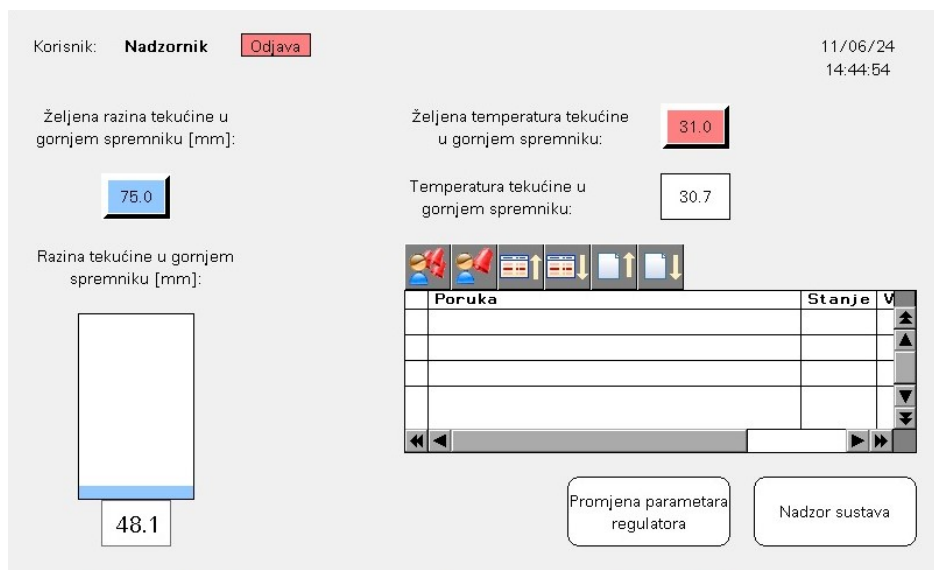 Korisnik: Nadzornik Odjava
11/06/24
14:44:54
Željena razina tekućine u
gornjem spremniku [mm]:
75.0
Željena temperatura tekućine
u gornjem spremniku:
31.0
Temperatura tekućine u
gornjem spremniku:
30.7
Razina tekućine u gornjem
spremniku [mm]:
48.1
Poruka Stanje V
Promjena parametara
regulatora
Nadzor sustava